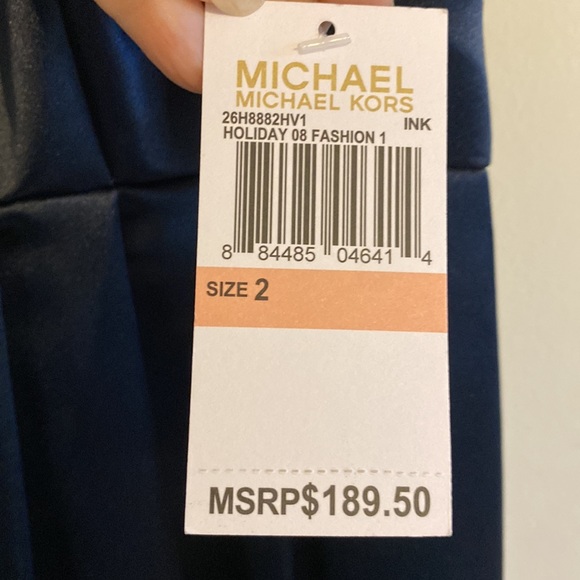 MICHAEL
MICHAEL KORS
26H8882HV1 INK
HOLIDAY 08 FASHION 1
8 84485 04641 4
SIZE 2
MSRP$189.50